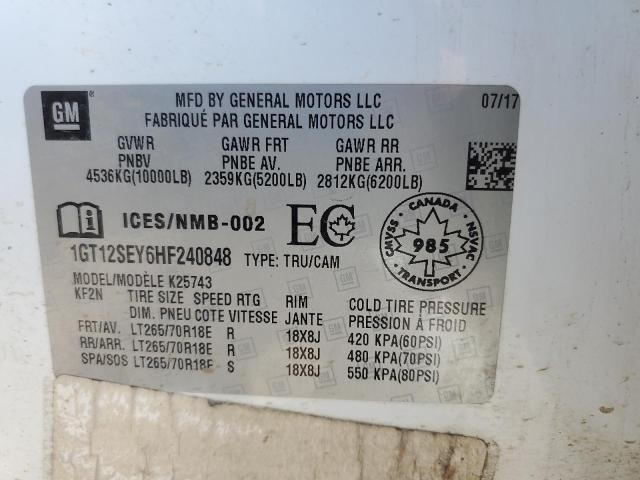 GM
MFD BY GENERAL MOTORS LLC 07/17
FABRIQUÉ PAR GENERAL MOTORS LLC
GVWR GAWR FRT GAWR RR
PNBV PNBE AV. PNBE ARR.
4536KG(10000LB) 2359KG(5200LB) 2812KG(6200LB)
ICES/NMB-002 EC
CANADA
CMVSS 985 NSVAC
1GT12SEY6HF240848 TYPE: TRU/CAM
MODEL/MODÈLE K25743
KF2N TIRE SIZE SPEED RTG RIM COLD TIRE PRESSURE
DIM. PNEU COTE VITESSE JANTE PRESSION À FROID
FRT/AV. LT265/70R18E R 18X8J 420 KPA(60PSI)
RR/ARR. LT265/70R18E R 18X8J 480 KPA(70PSI)
SPA/SOS LT265/70R18E S 18X8J 550 KPA(80PSI)